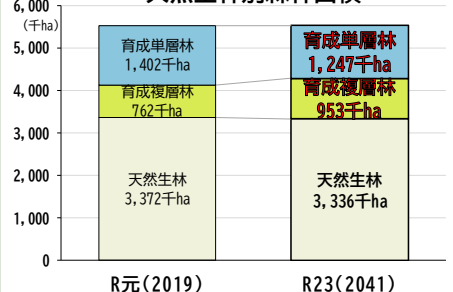 天然生林別森林面積
6,000
(千ha)
5,000
4,000
3,000
2,000
1,000
0
育成単層林
1,402千ha
育成複層林
762千ha
天然生林
3,372千ha
育成単層林
1,247千ha
育成複層林
953千ha
天然生林
3,336千ha
R元(2019)
R23(2041)